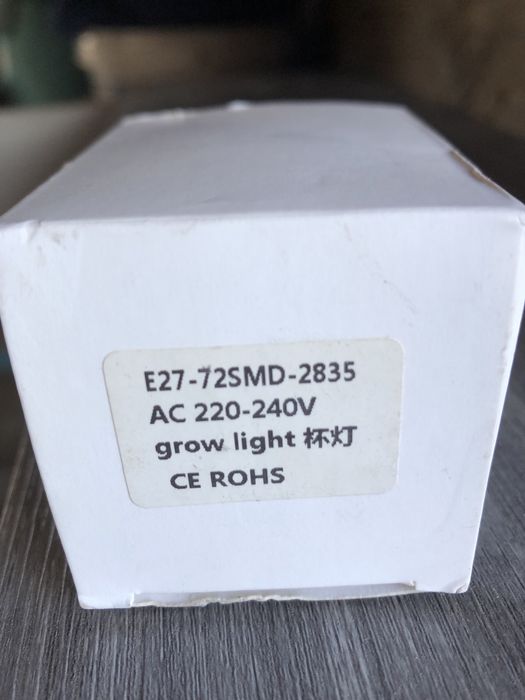 E27-72SMD-2835
AC 220-240V
grow light 杯灯
CE ROHS